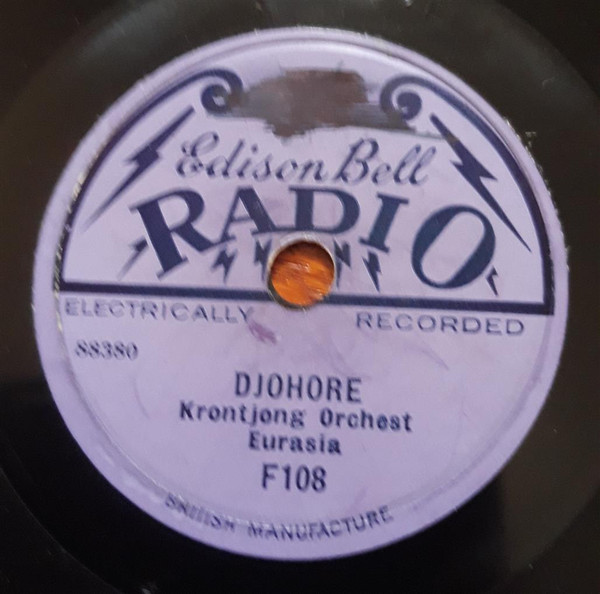 Edison Bell
RADIO
ELECTRICALLY RECORDED
88380
DJOHORE
Krontjong Orchest
Eurasia
F108
BRITISH MANUFACTURE